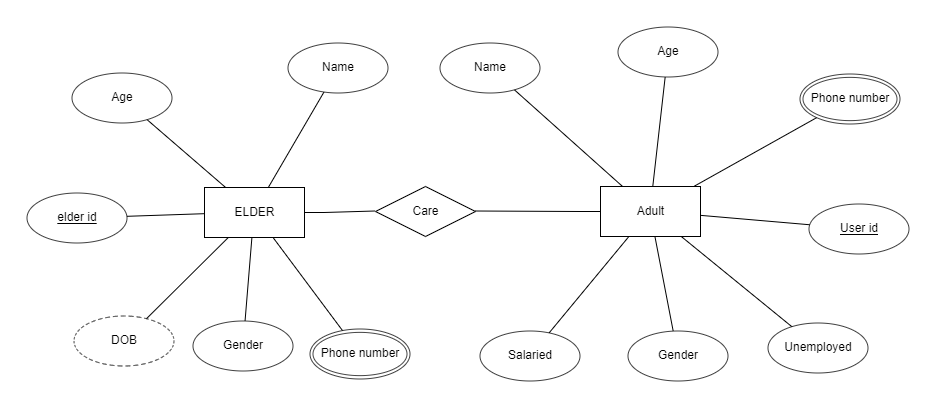 Name
Name
Age
Age
Phone number
elder id
ELDER
Care
Adult
User id
DOB
Gender
Phone number
Salaried
Gender
Unemployed